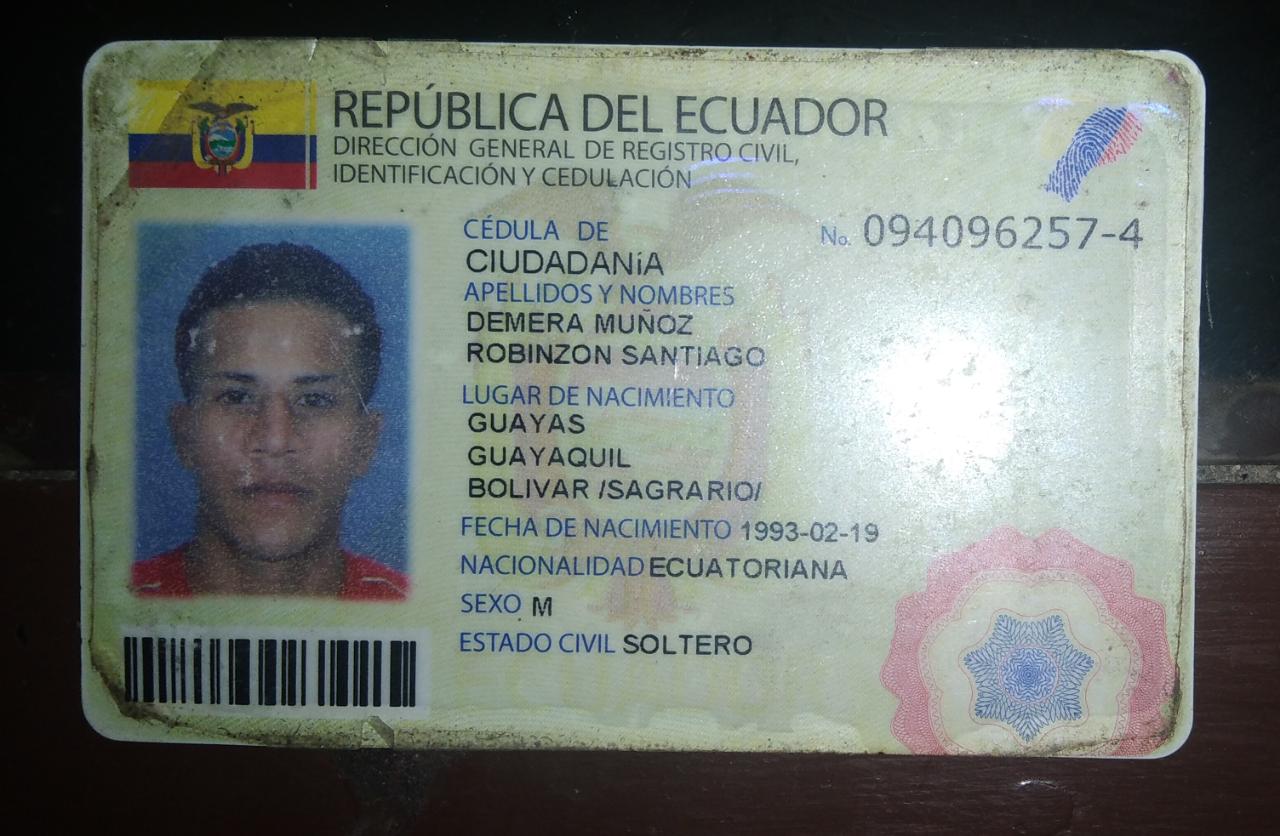 REPÚBLICA DEL ECUADOR
DIRECCIÓN GENERAL DE REGISTRO CIVIL,
IDENTIFICACIÓN Y CEDULACIÓN
CÉDULA DE No. 094096257-4
CIUDADANíA
APELLIDOS Y NOMBRES
DEMERA MUÑOZ
ROBINZON SANTIAGO
LUGAR DE NACIMIENTO
GUAYAS
GUAYAQUIL
BOLIVAR /SAGRARIO/
FECHA DE NACIMIENTO 1993-02-19
NACIONALIDAD ECUATORIANA
SEXO M
ESTADO CIVIL SOLTERO